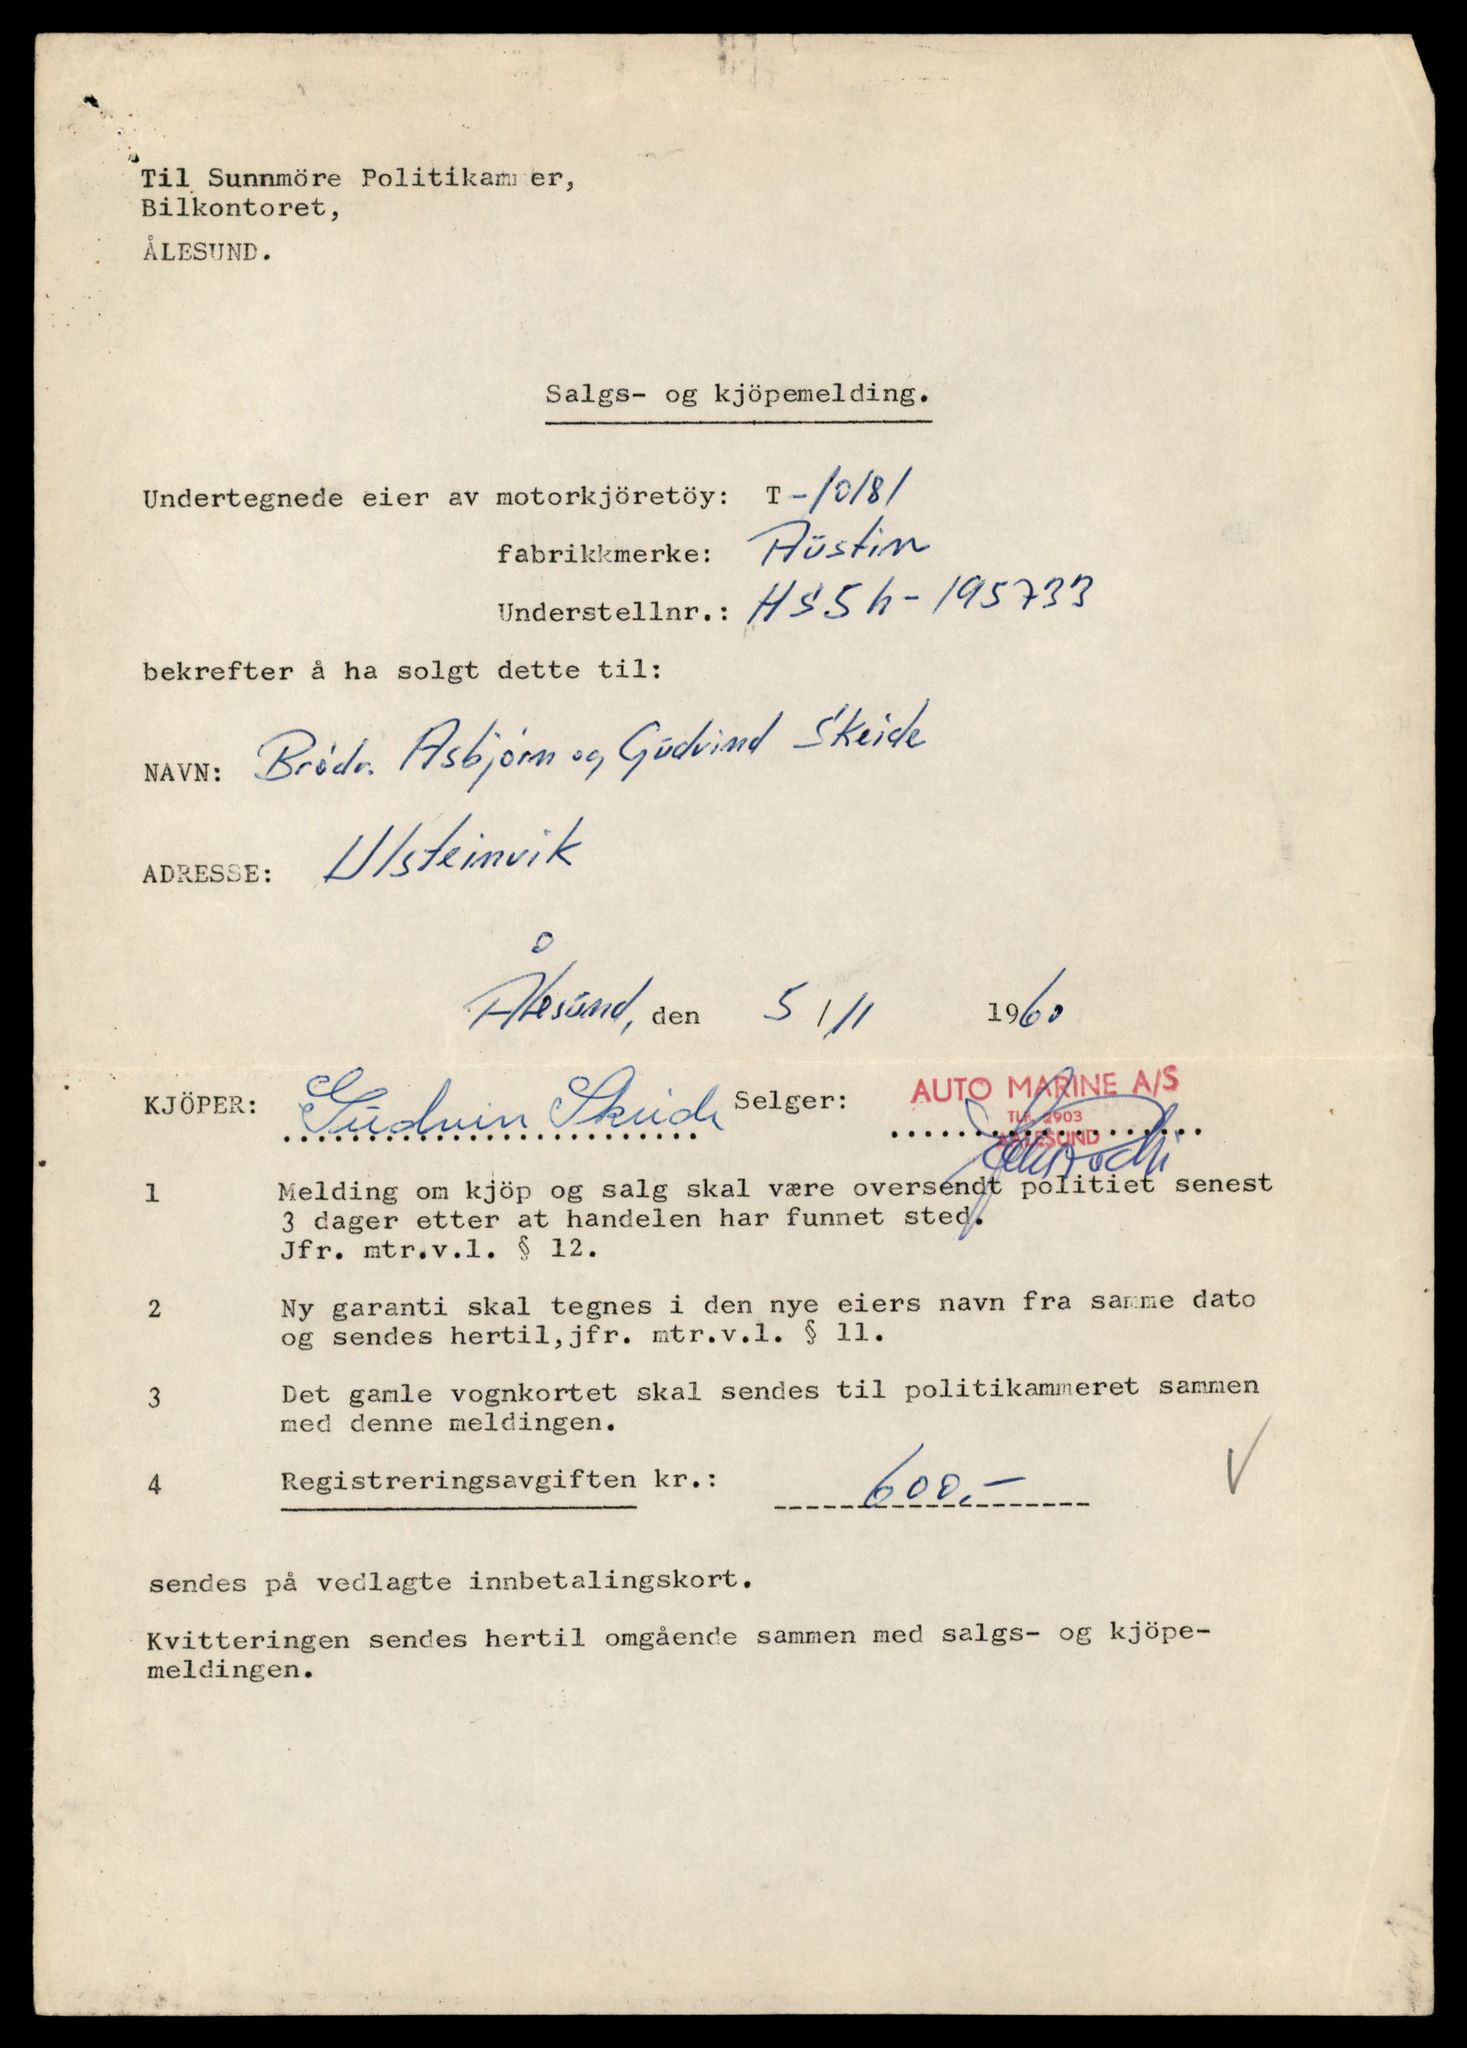 Til Sunnmöre Politikammer,
Bilkontoret,
ÅLESUND.
Salgs- og kjöpemelding.
Undertegnede eier av motorkjöretöy: T -10181
fabrikkmerke: Austin
Understellnr.: HS5h-195733
bekrefter å ha solgt dette til:
NAVN: Brødr. Asbjørn og Gudvind Skeide
ADRESSE: Ulsteinvik
Ålesund, den 5/11 1960
KJÖPER: Gudvin Skeide Selger: AUTO MARINE A/S
TLF. 2903
AALESUND
1 Melding om kjöp og salg skal være oversendt politiet senest
3 dager etter at handelen har funnet sted.
Jfr. mtr.v.l. § 12.
2 Ny garanti skal tegnes i den nye eiers navn fra samme dato
og sendes hertil,jfr. mtr.v.l. § 11.
3 Det gamle vognkortet skal sendes til politikammeret sammen
med denne meldingen.
4 Registreringsavgiften kr.: 600.-
sendes på vedlagte innbetalingskort.
Kvitteringen sendes hertil omgående sammen med salgs- og kjöpe-
meldingen.